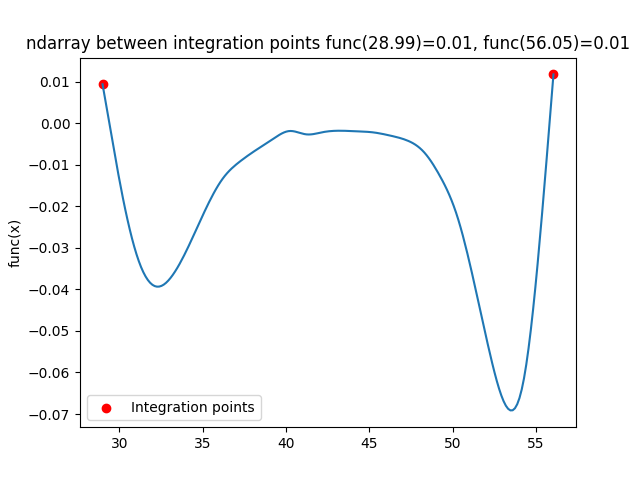 ndarray between integration points func(28.99)=0.01, func(56.05)=0.01
0.01
0.00
−0.01
−0.02
−0.03
−0.04
−0.05
−0.06
−0.07
func(x)
Integration points
30 35 40 45 50 55